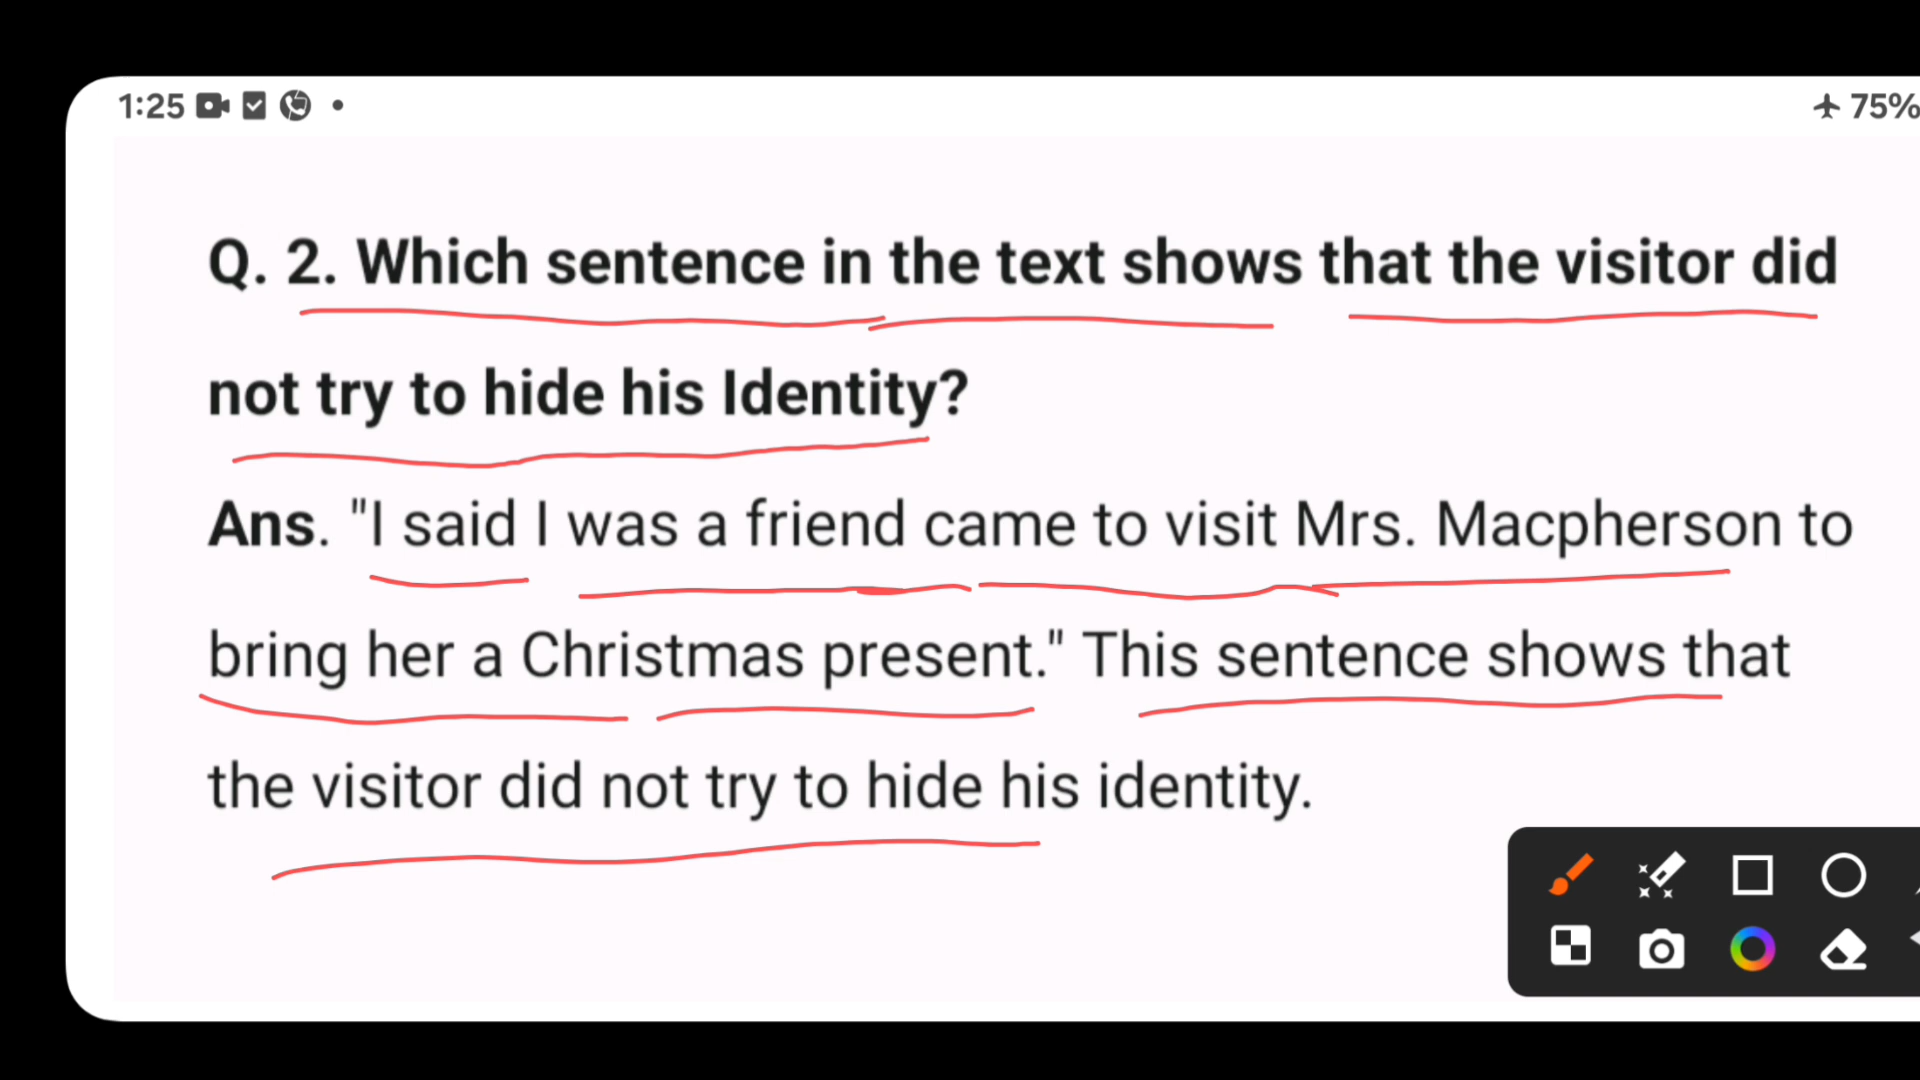 1:25
75%
Q. 2. Which sentence in the text shows that the visitor did
not try to hide his Identity?
Ans. "I said I was a friend came to visit Mrs. Macpherson to
bring her a Christmas present." This sentence shows that
the visitor did not try to hide his identity.